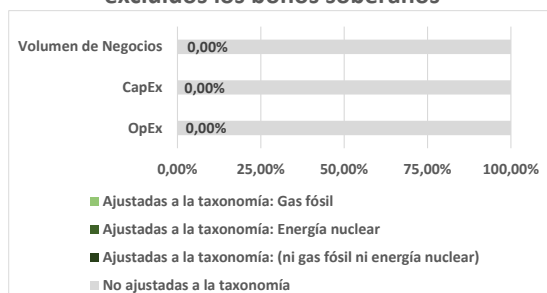 excluidos los bonos soberanos
Volumen de Negocios
0,00%
CapEx
0,00%
OpEx
0,00%
0,00% 25,00% 50,00% 75,00% 100,00%
Ajustadas a la taxonomía: Gas fósil
Ajustadas a la taxonomía: Energía nuclear
Ajustadas a la taxonomía: (ni gas fósil ni energía nuclear)
No ajustadas a la taxonomía